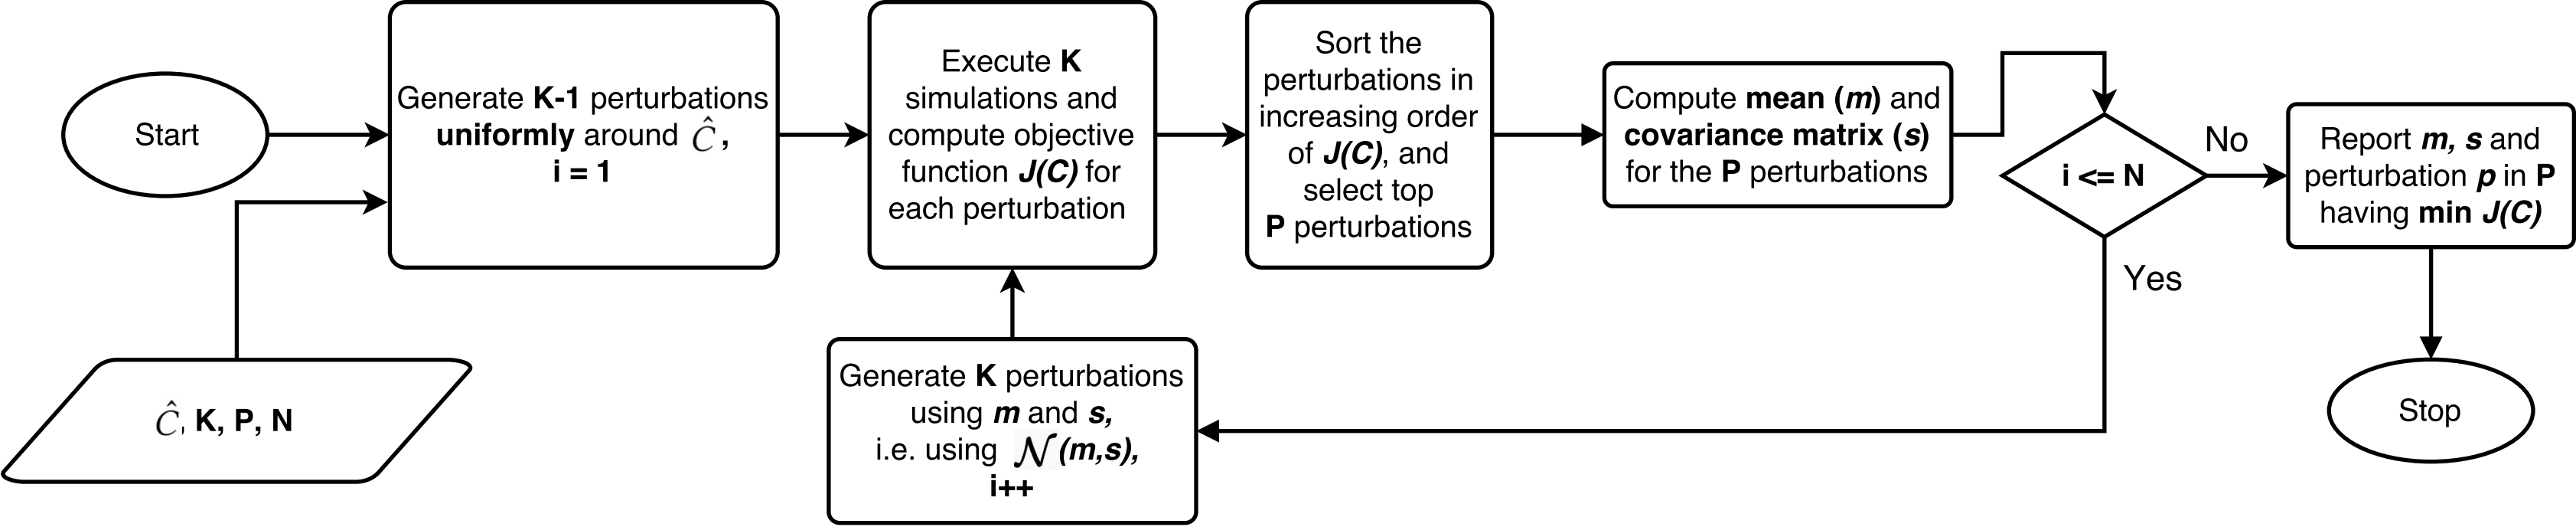 Start
Generate K-1 perturbations
uniformly around Ĉ,
i = 1
Execute K
simulations and
compute objective
function J(C) for
each perturbation
Sort the
perturbations in
increasing order
of J(C), and
select top
P perturbations
Compute mean (m) and
covariance matrix (s)
for the P perturbations
i <= N
No
Yes
Report m, s and
perturbation p in P
having min J(C)
Stop
Generate K perturbations
using m and s,
i.e. using 𝒩(m,s),
i++
Ĉ, K, P, N